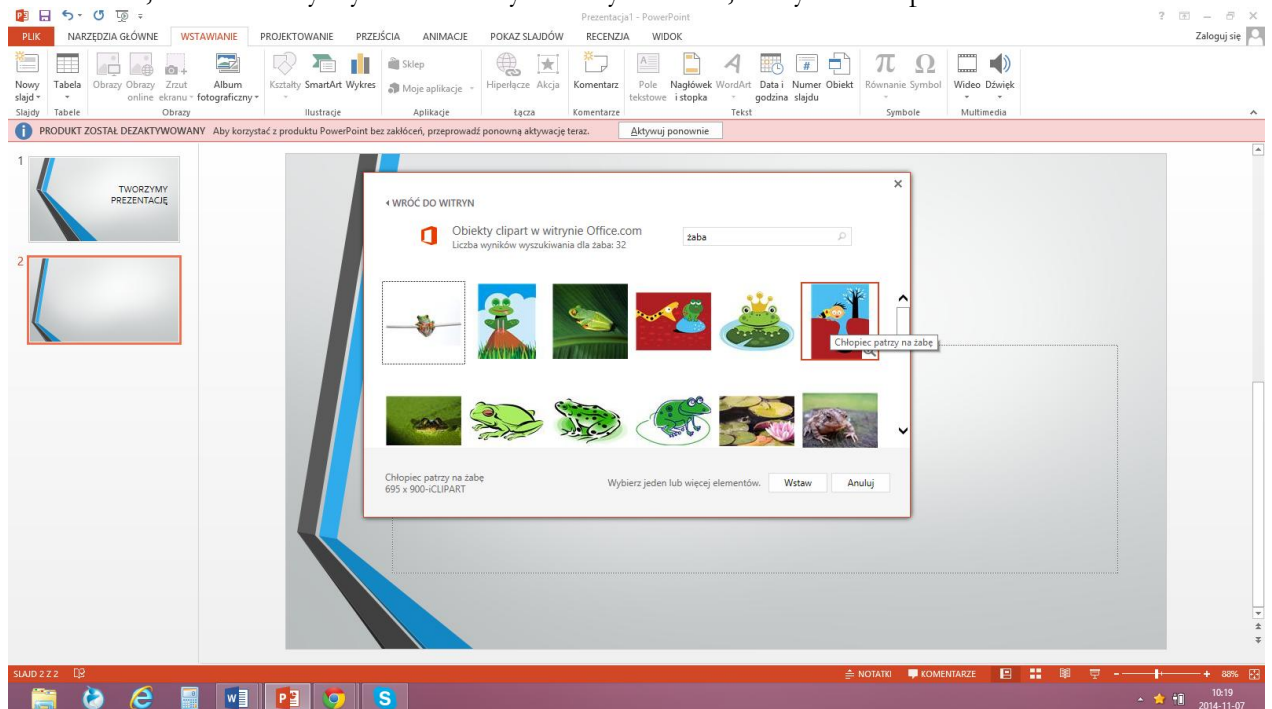 Prezentacja1 - PowerPoint
PLIK NARZĘDZIA GŁÓWNE WSTAWIANIE PROJEKTOWANIE PRZEJŚCIA ANIMACJE POKAZ SLAJDÓW RECENZJA WIDOK Zaloguj się
Nowy slajd Tabela Obrazy Obrazy online Zrzut ekranu Album fotograficzny Kształty SmartArt Wykres Sklep Moje aplikacje Hiperłącze Akcja Komentarz Pole tekstowe Nagłówek i stopka WordArt Data i godzina Numer slajdu Obiekt Równanie Symbol Wideo Dźwięk
Slajdy Tabele Obrazy Ilustracje Aplikacje Łącza Komentarze Tekst Symbole Multimedia
PRODUKT ZOSTAŁ DEZAKTYWOWANY Aby korzystać z produktu PowerPoint bez zakłóceń, przeprowadź ponowną aktywację teraz. Aktywuj ponownie
1
TWORZYMY
PREZENTACJĘ
2
WRÓĆ DO WITRYN
Obiekty clipart w witrynie Office.com
Liczba wyników wyszukiwania dla żaba: 32
żaba
Chłopiec patrzy na żabę
Chłopiec patrzy na żabę
695 x 900-iCLIPART
Wybierz jeden lub więcej elementów. Wstaw Anuluj
SLAJD 2 Z 2 NOTATKI KOMENTARZE 88%
10:19
2014-11-07